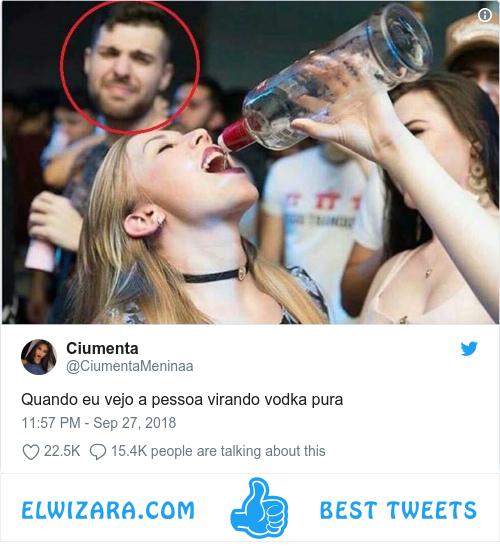 Ciumenta
@CiumentaMeninaa
Quando eu vejo a pessoa virando vodka pura
11:57 PM - Sep 27, 2018
22.5K 15.4K people are talking about this
ELWIZARA.COM BEST TWEETS